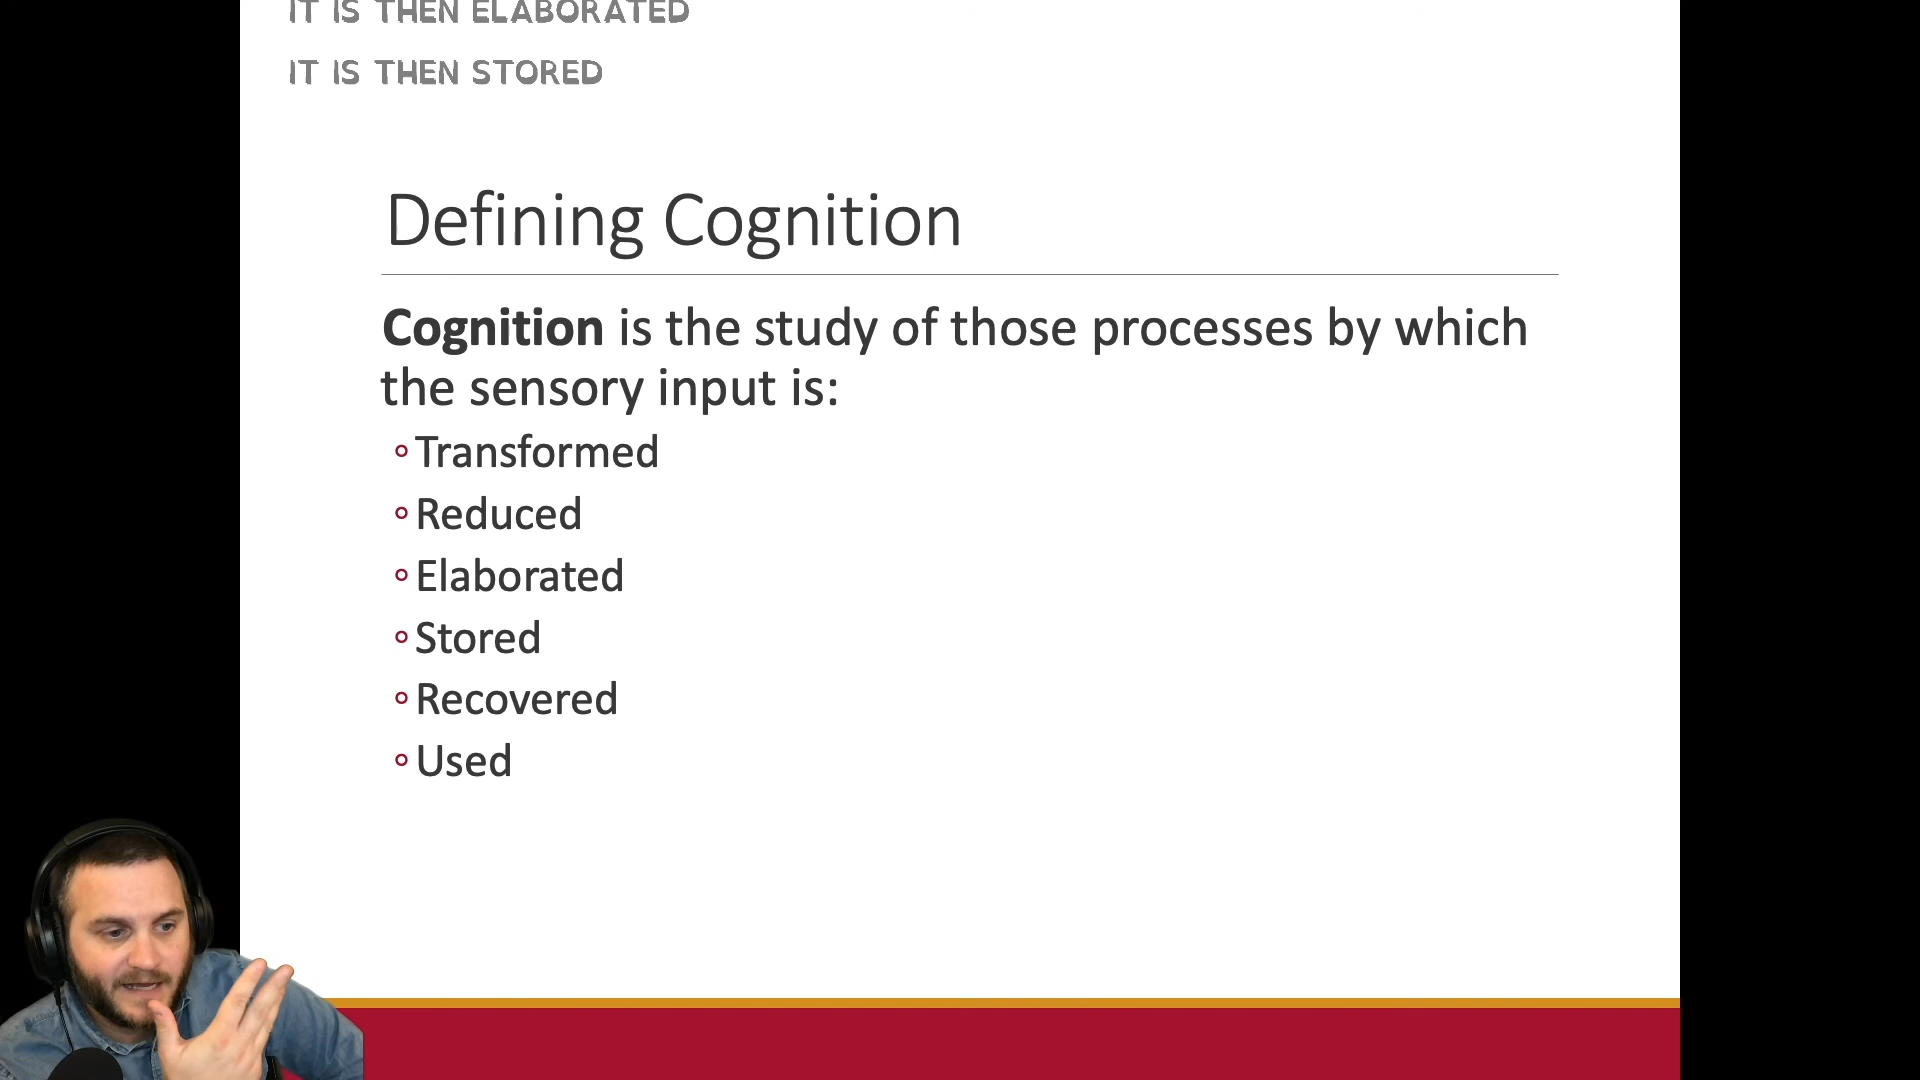 IT IS THEN ELABORATED
IT IS THEN STORED
Defining Cognition
Cognition is the study of those processes by which
the sensory input is:
◦Transformed
◦Reduced
◦Elaborated
◦Stored
◦Recovered
◦Used